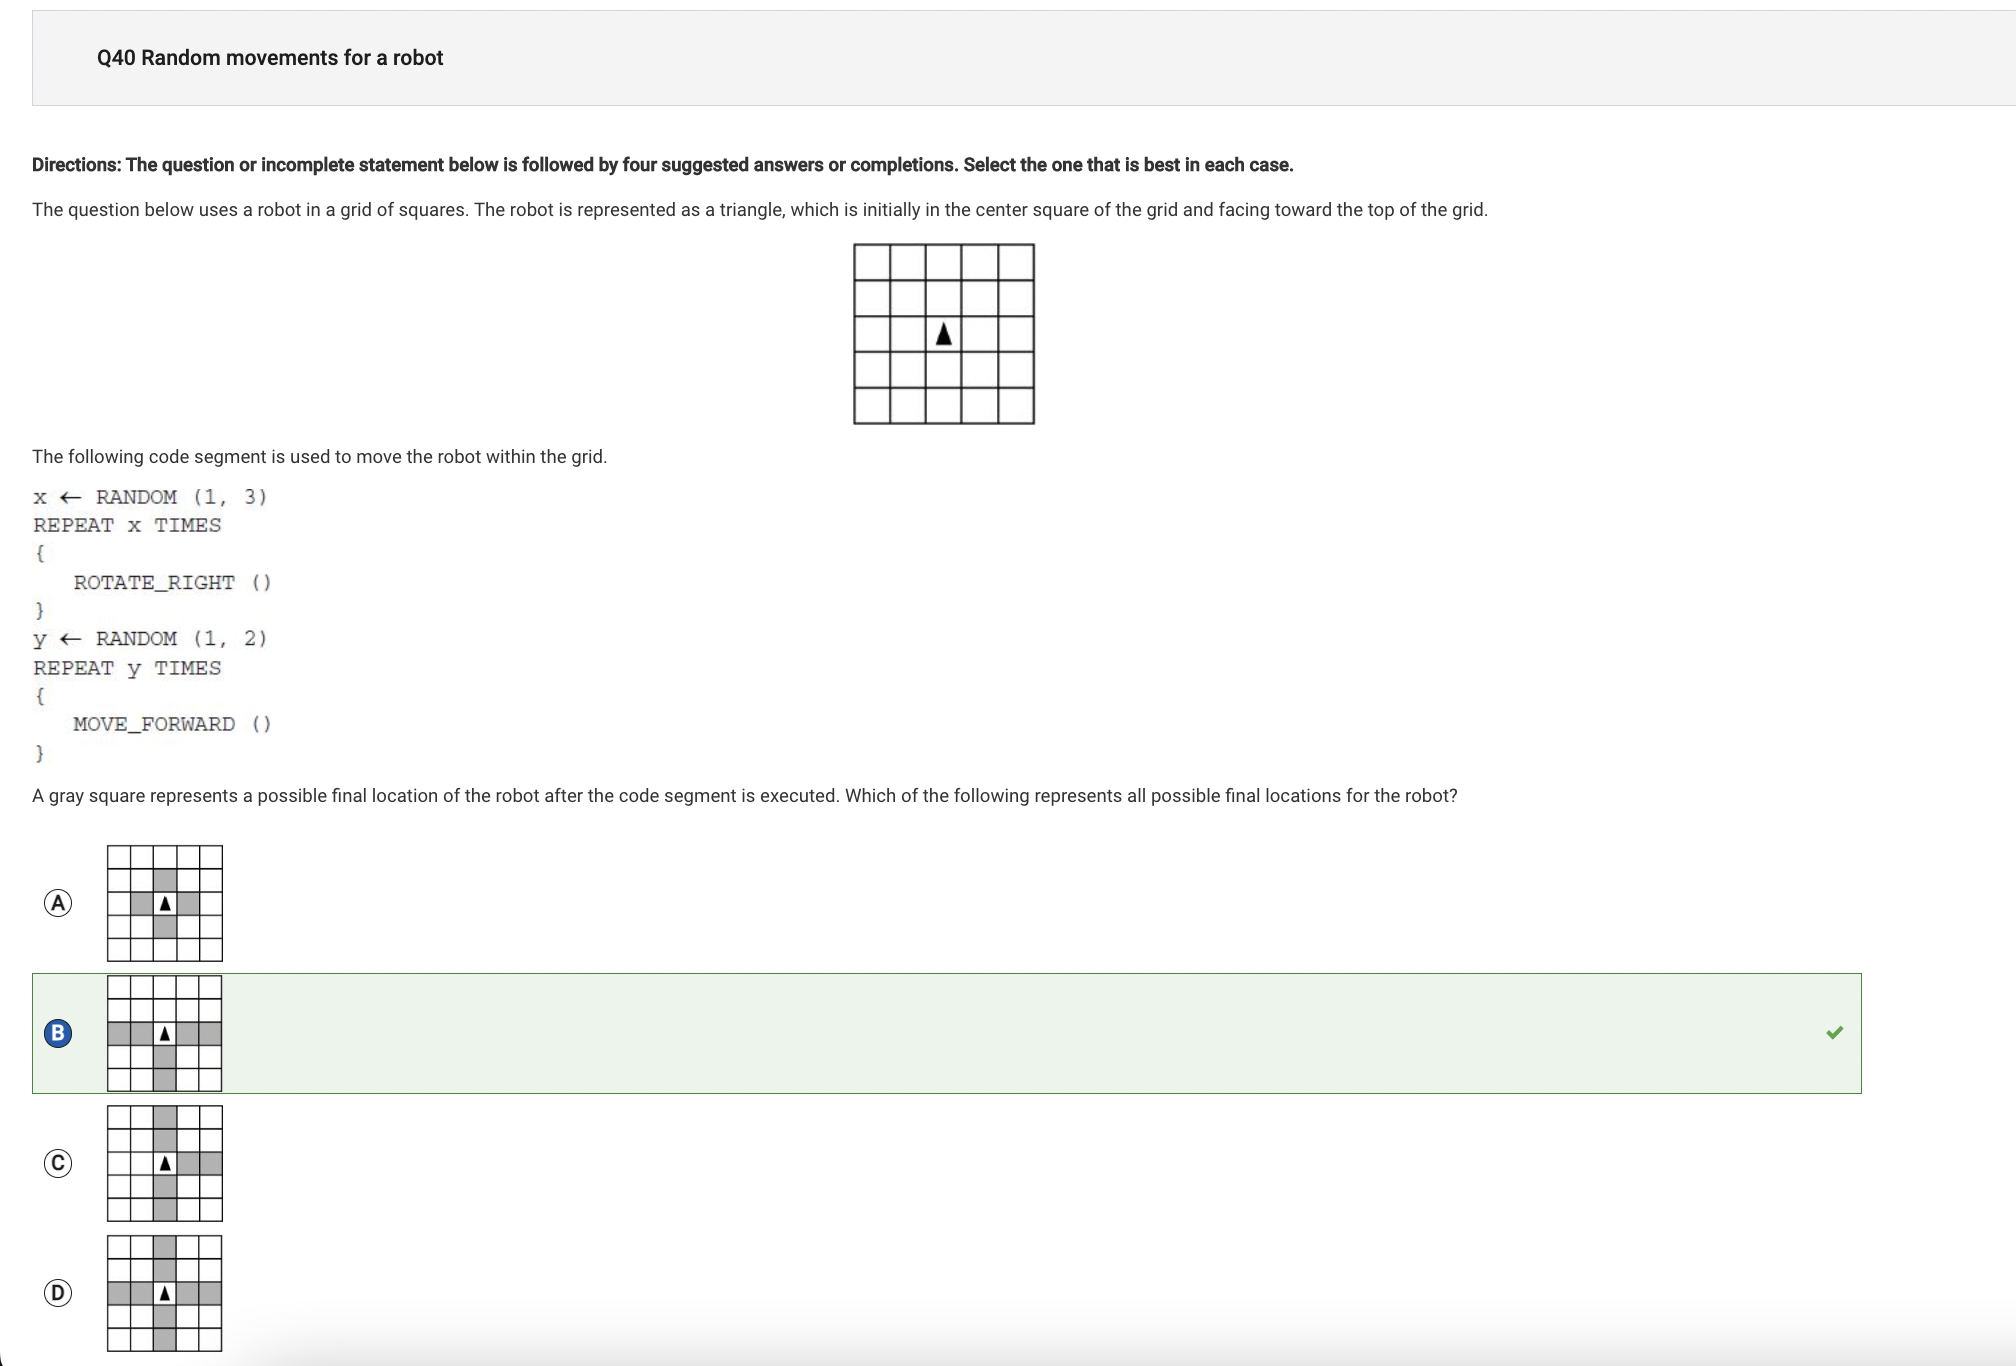 Q40 Random movements for a robot
Directions: The question or incomplete statement below is followed by four suggested answers or completions. Select the one that is best in each case.
The question below uses a robot in a grid of squares. The robot is represented as a triangle, which is initially in the center square of the grid and facing toward the top of the grid.
The following code segment is used to move the robot within the grid.
x ← RANDOM (1, 3)
REPEAT x TIMES
{
ROTATE_RIGHT ()
}
y ← RANDOM (1, 2)
REPEAT y TIMES
{
MOVE_FORWARD ()
}
A gray square represents a possible final location of the robot after the code segment is executed. Which of the following represents all possible final locations for the robot?
A
B
C
D